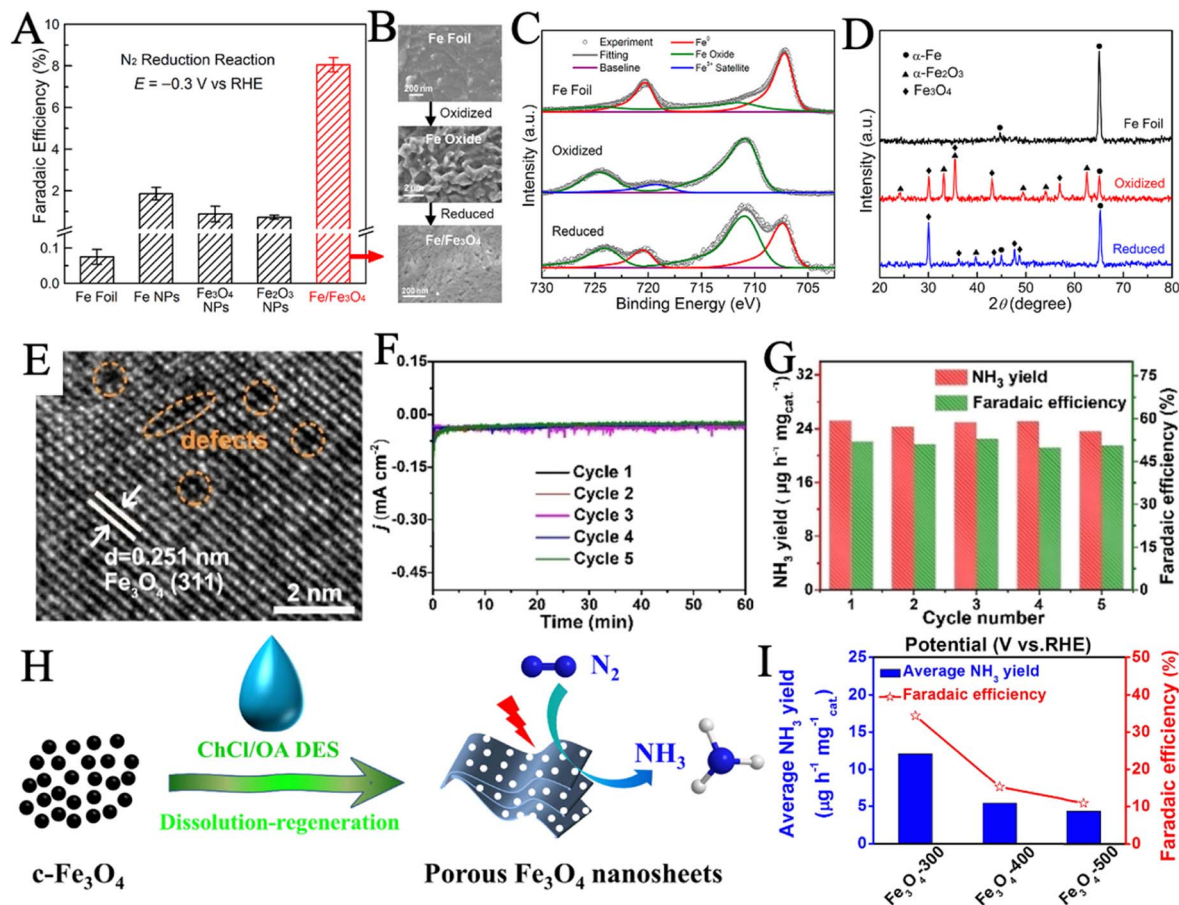 A
Faradaic Efficiency (%)
N₂ Reduction Reaction
E = −0.3 V vs RHE
10
8
6
4
2
0.1
0.0
Fe Foil
Fe NPs
Fe₃O₄ NPs
Fe₂O₃ NPs
Fe/Fe₃O₄
B
Fe Foil
200 nm
Oxidized
Fe Oxide
2 μm
Reduced
Fe/Fe₃O₄
200 nm
C
Intensity (a.u.)
Experiment
Fitting
Baseline
Fe⁰
Fe Oxide
Fe³⁺ Satellite
Fe Foil
Oxidized
Reduced
730 725 720 715 710 705
Binding Energy (eV)
D
Intensity (a.u.)
α-Fe
α-Fe₂O₃
Fe₃O₄
Fe Foil
Oxidized
Reduced
20 30 40 50 60 70 80
2θ (degree)
E
defects
d=0.251 nm
Fe₃O₄ (311)
2 nm
F
j (mA cm⁻²)
0.15
0.00
-0.15
-0.30
-0.45
Cycle 1
Cycle 2
Cycle 3
Cycle 4
Cycle 5
0 10 20 30 40 50 60
Time (min)
G
NH₃ yield (μg h⁻¹ mg cat.⁻¹)
32
24
16
8
0
NH₃ yield
Faradaic efficiency
75
60
45
30
15
0
Faradaic efficiency (%)
1 2 3 4 5
Cycle number
H
ChCl/OA DES
Dissolution-regeneration
c-Fe₃O₄
N₂
NH₃
Porous Fe₃O₄ nanosheets
I
Potential (V vs.RHE)
Average NH₃ yield
(μg h⁻¹ mg⁻¹ cat.)
25
20
15
10
5
0
Average NH₃ yield
Faradaic efficiency
50
40
30
20
10
0
Faradaic efficiency (%)
Fe₃O₄-300
Fe₃O₄-400
Fe₃O₄-500